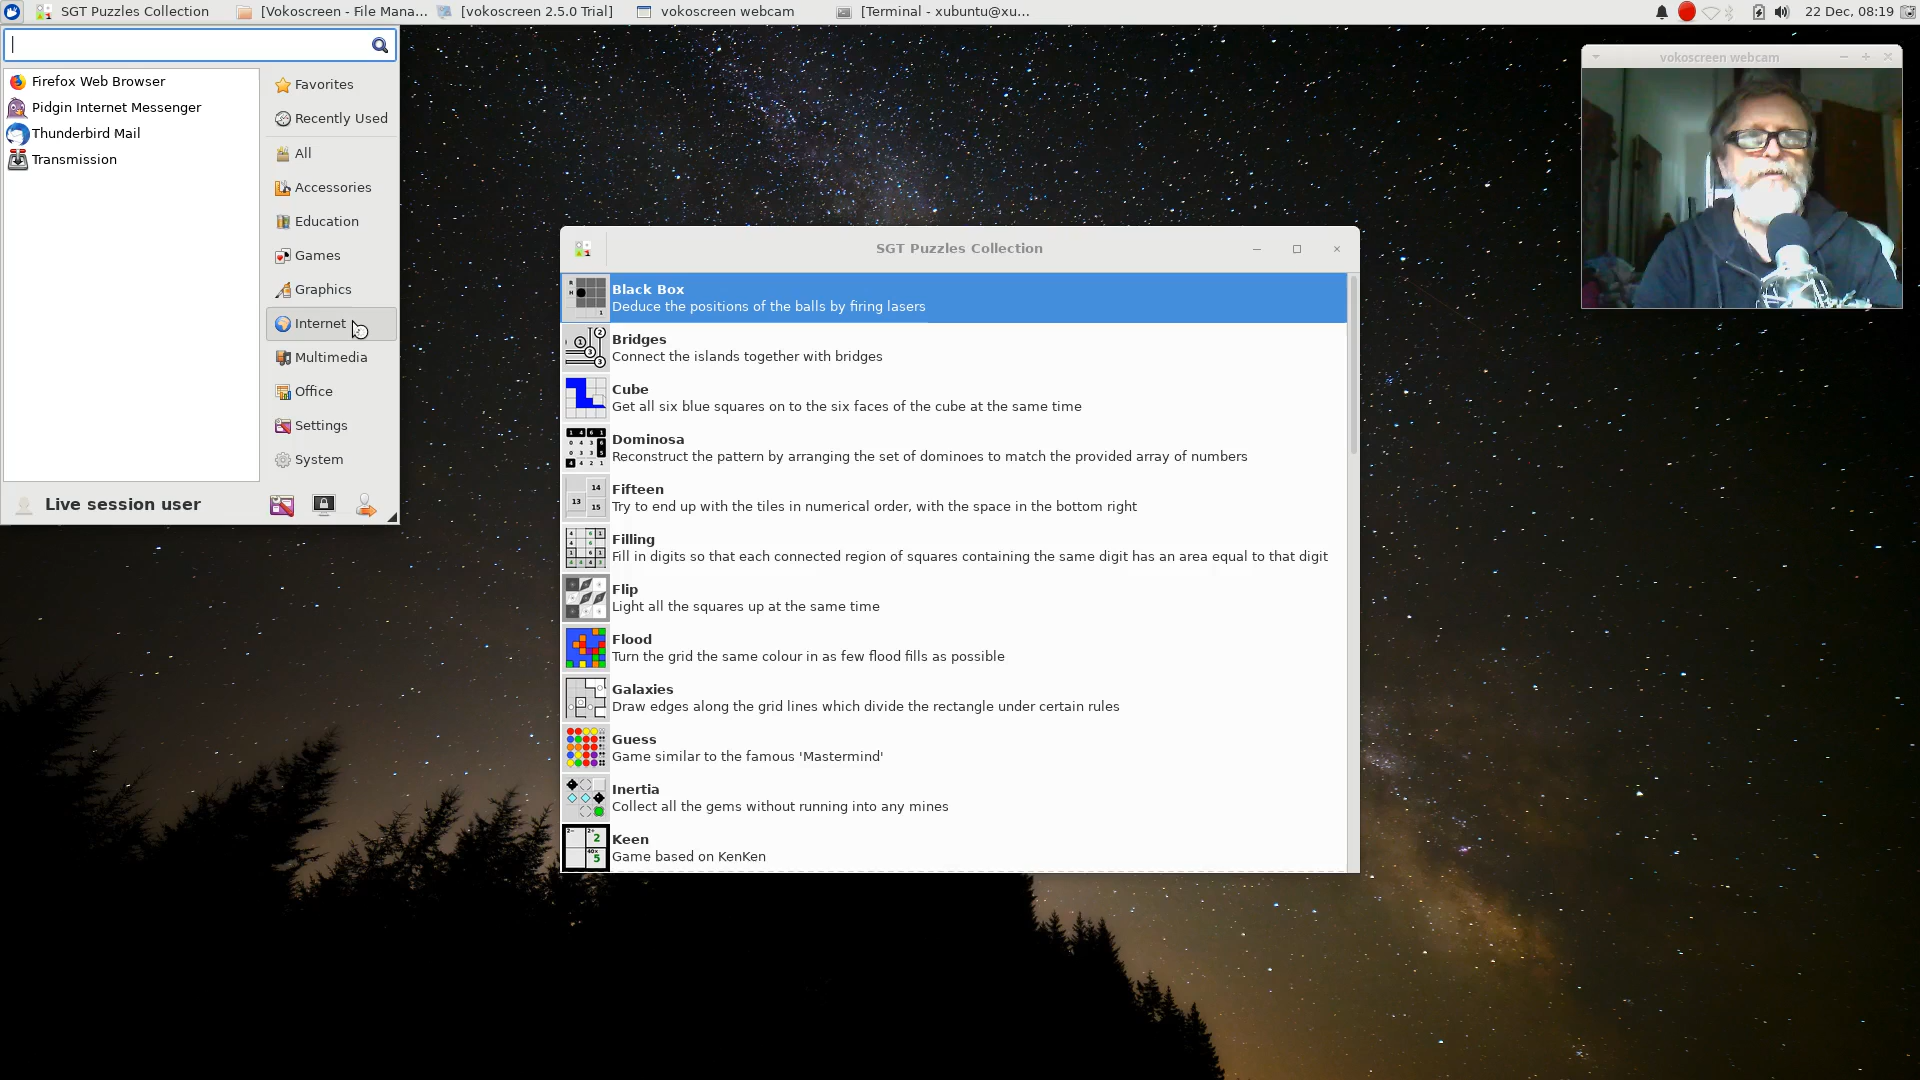 SGT Puzzles Collection
[Vokoscreen - File Mana...
[vokoscreen 2.5.0 Trial]
vokoscreen webcam
[Terminal - xubuntu@xu...
22 Dec, 08:19
Firefox Web Browser
Pidgin Internet Messenger
Thunderbird Mail
Transmission
Favorites
Recently Used
All
Accessories
Education
Games
Graphics
Internet
Multimedia
Office
Settings
System
Live session user
SGT Puzzles Collection
Black Box
Deduce the positions of the balls by firing lasers
Bridges
Connect the islands together with bridges
Cube
Get all six blue squares on to the six faces of the cube at the same time
Dominosa
Reconstruct the pattern by arranging the set of dominoes to match the provided array of numbers
Fifteen
Try to end up with the tiles in numerical order, with the space in the bottom right
Filling
Fill in digits so that each connected region of squares containing the same digit has an area equal to that digit
Flip
Light all the squares up at the same time
Flood
Turn the grid the same colour in as few flood fills as possible
Galaxies
Draw edges along the grid lines which divide the rectangle under certain rules
Guess
Game similar to the famous 'Mastermind'
Inertia
Collect all the gems without running into any mines
Keen
Game based on KenKen
vokoscreen webcam